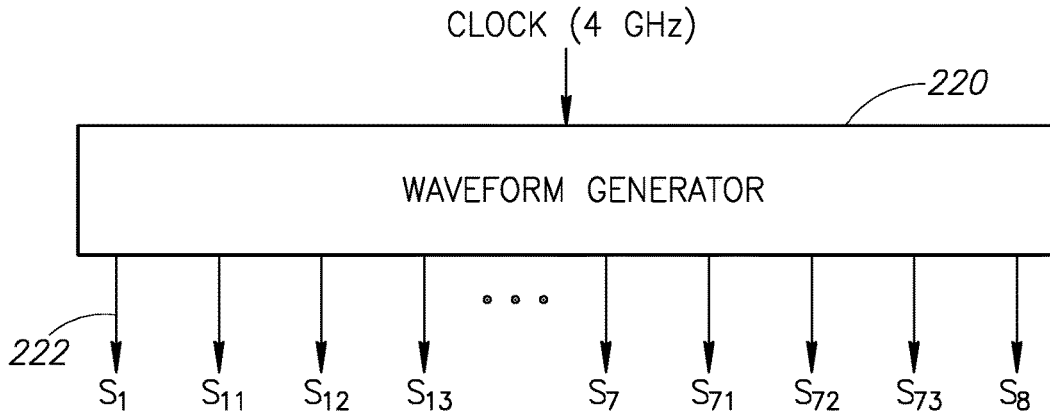 CLOCK (4 GHz)
220
WAVEFORM GENERATOR
222
S1 S11 S12 S13 S7 S71 S72 S73 S8